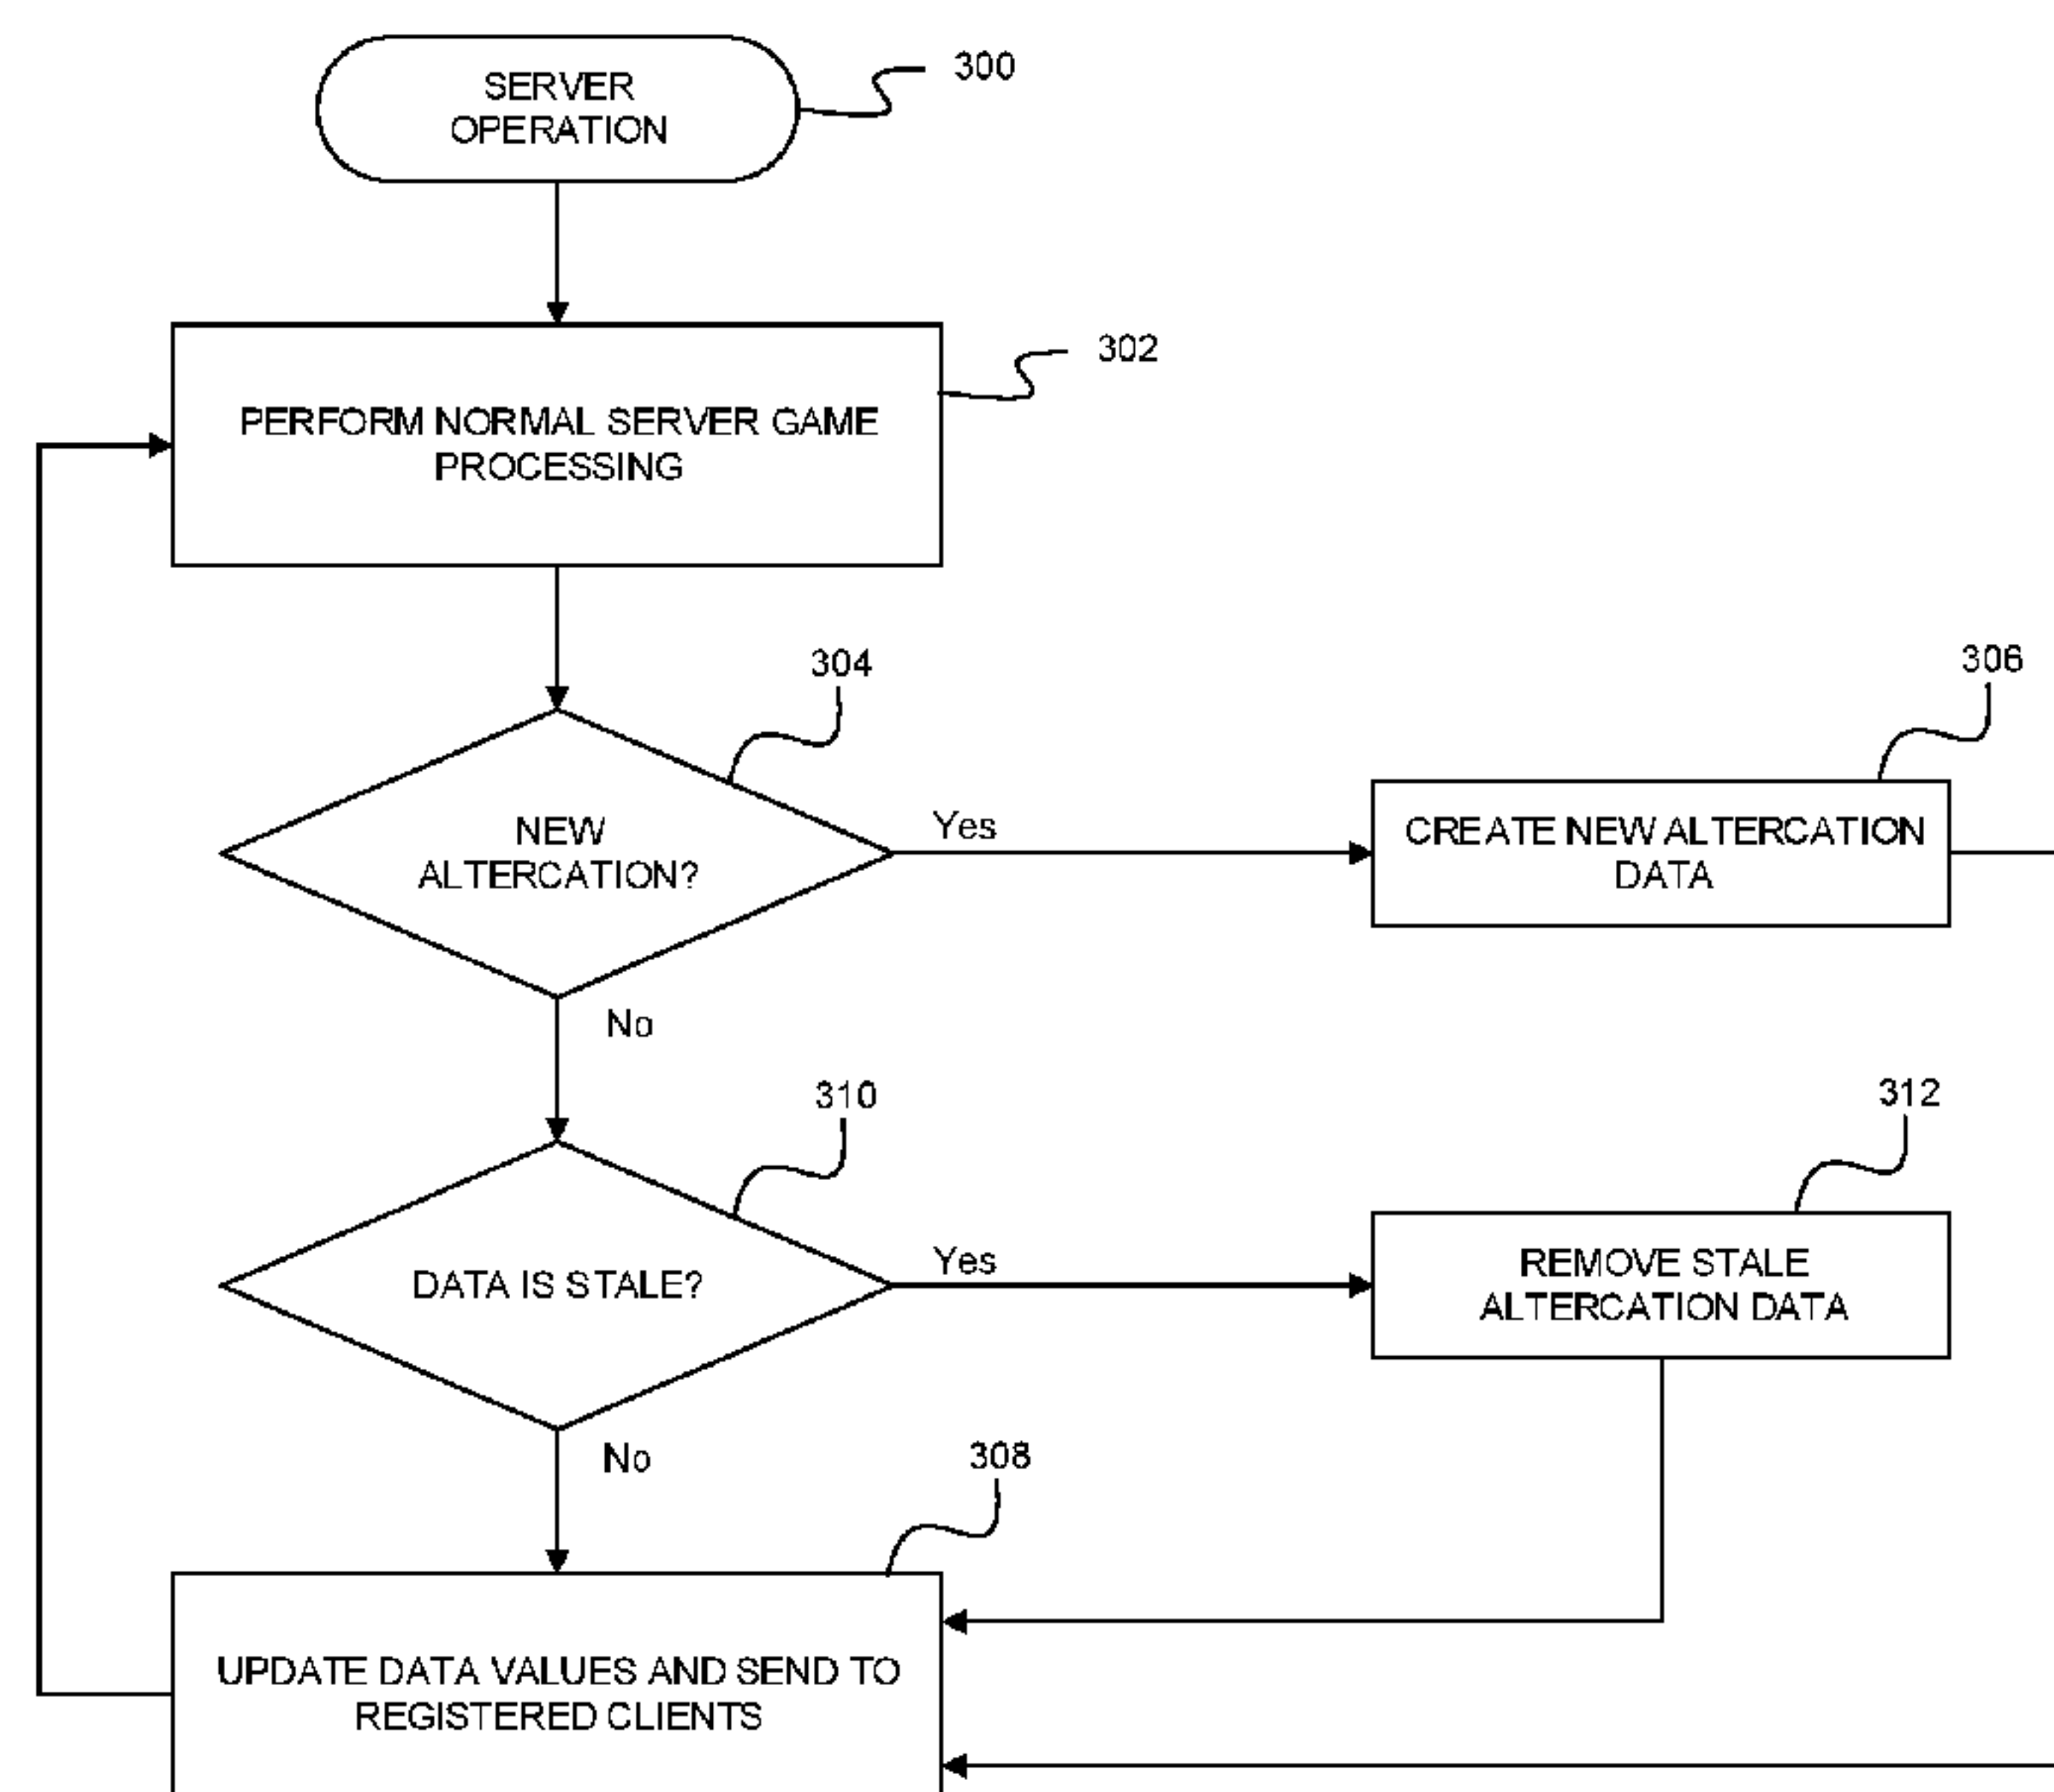 SERVER
OPERATION
300
PERFORM NORMAL SERVER GAME
PROCESSING
302
304
NEW
ALTERCATION?
Yes
306
CREATE NEW ALTERCATION
DATA
No
310
DATA IS STALE?
Yes
312
REMOVE STALE
ALTERCATION DATA
No
308
UPDATE DATA VALUES AND SEND TO
REGISTERED CLIENTS